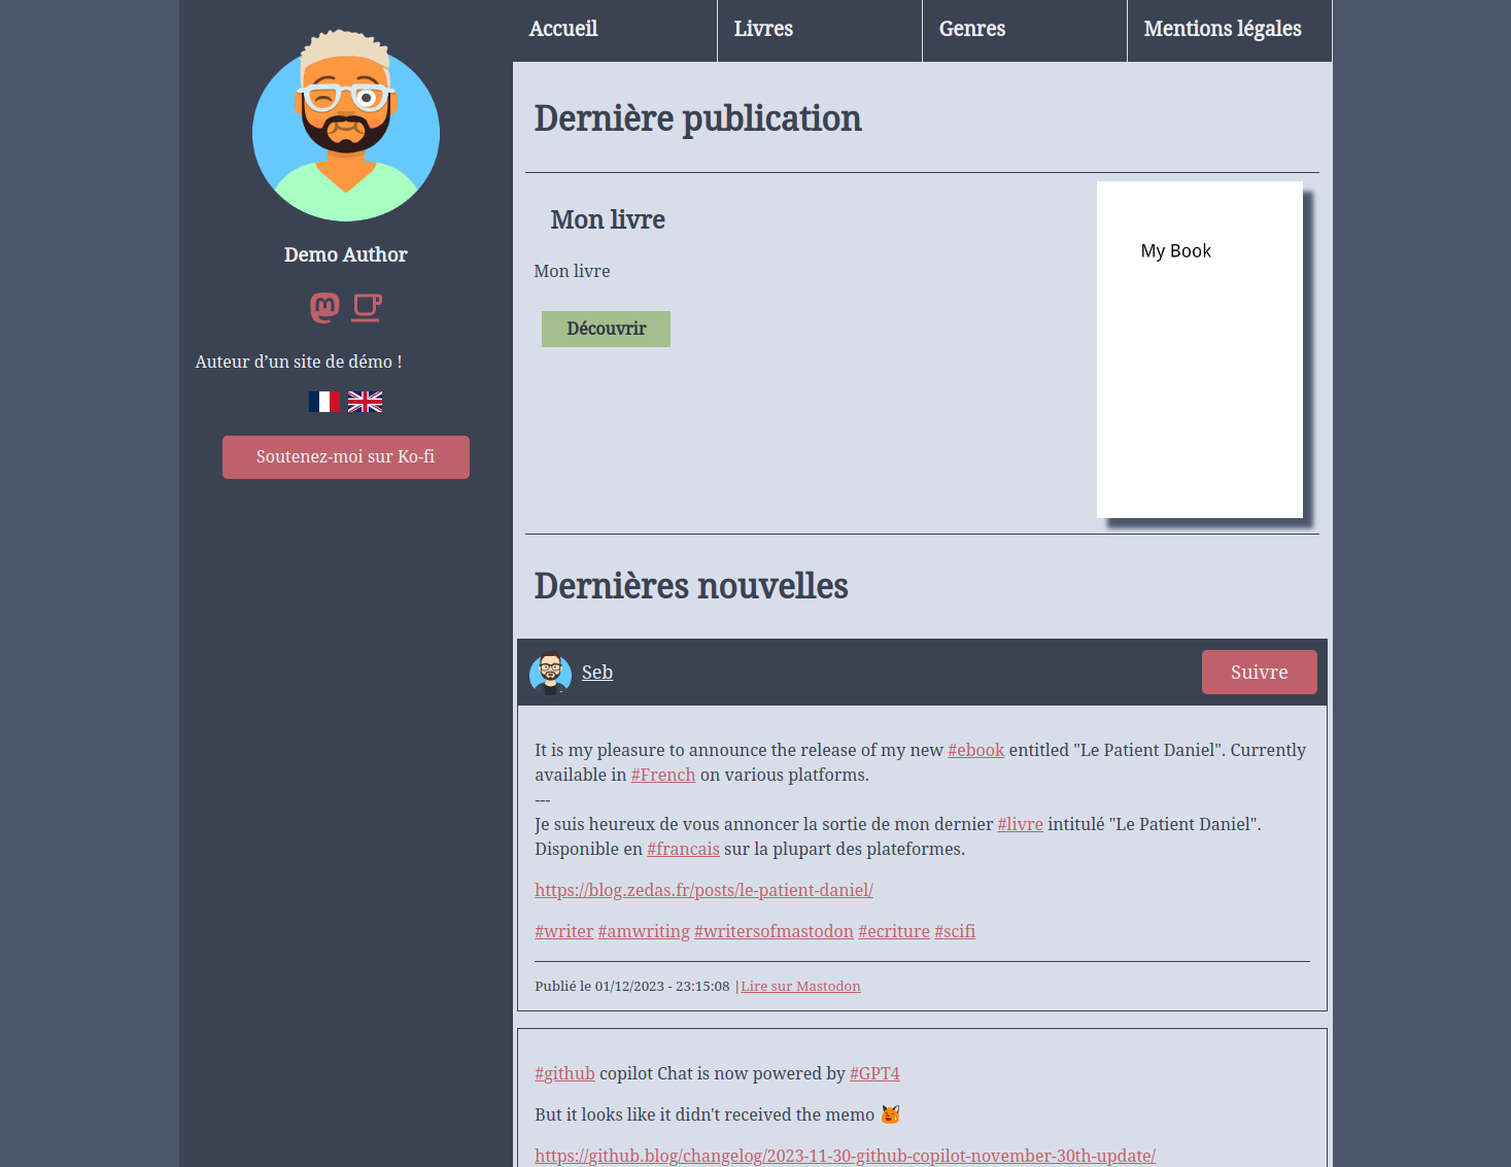 Accueil
Livres
Genres
Mentions légales
Demo Author
Auteur d’un site de démo !
Soutenez-moi sur Ko-fi
Dernière publication
Mon livre
Mon livre
Découvrir
My Book
Dernières nouvelles
Seb
Suivre
It is my pleasure to announce the release of my new #ebook entitled "Le Patient Daniel". Currently
available in #French on various platforms.
---
Je suis heureux de vous annoncer la sortie de mon dernier #livre intitulé "Le Patient Daniel".
Disponible en #francais sur la plupart des plateformes.
https://blog.zedas.fr/posts/le-patient-daniel/
#writer #amwriting #writersofmastodon #ecriture #scifi
Publié le 01/12/2023 - 23:15:08 |Lire sur Mastodon
#github copilot Chat is now powered by #GPT4
But it looks like it didn't received the memo
https://github.blog/changelog/2023-11-30-github-copilot-november-30th-update/